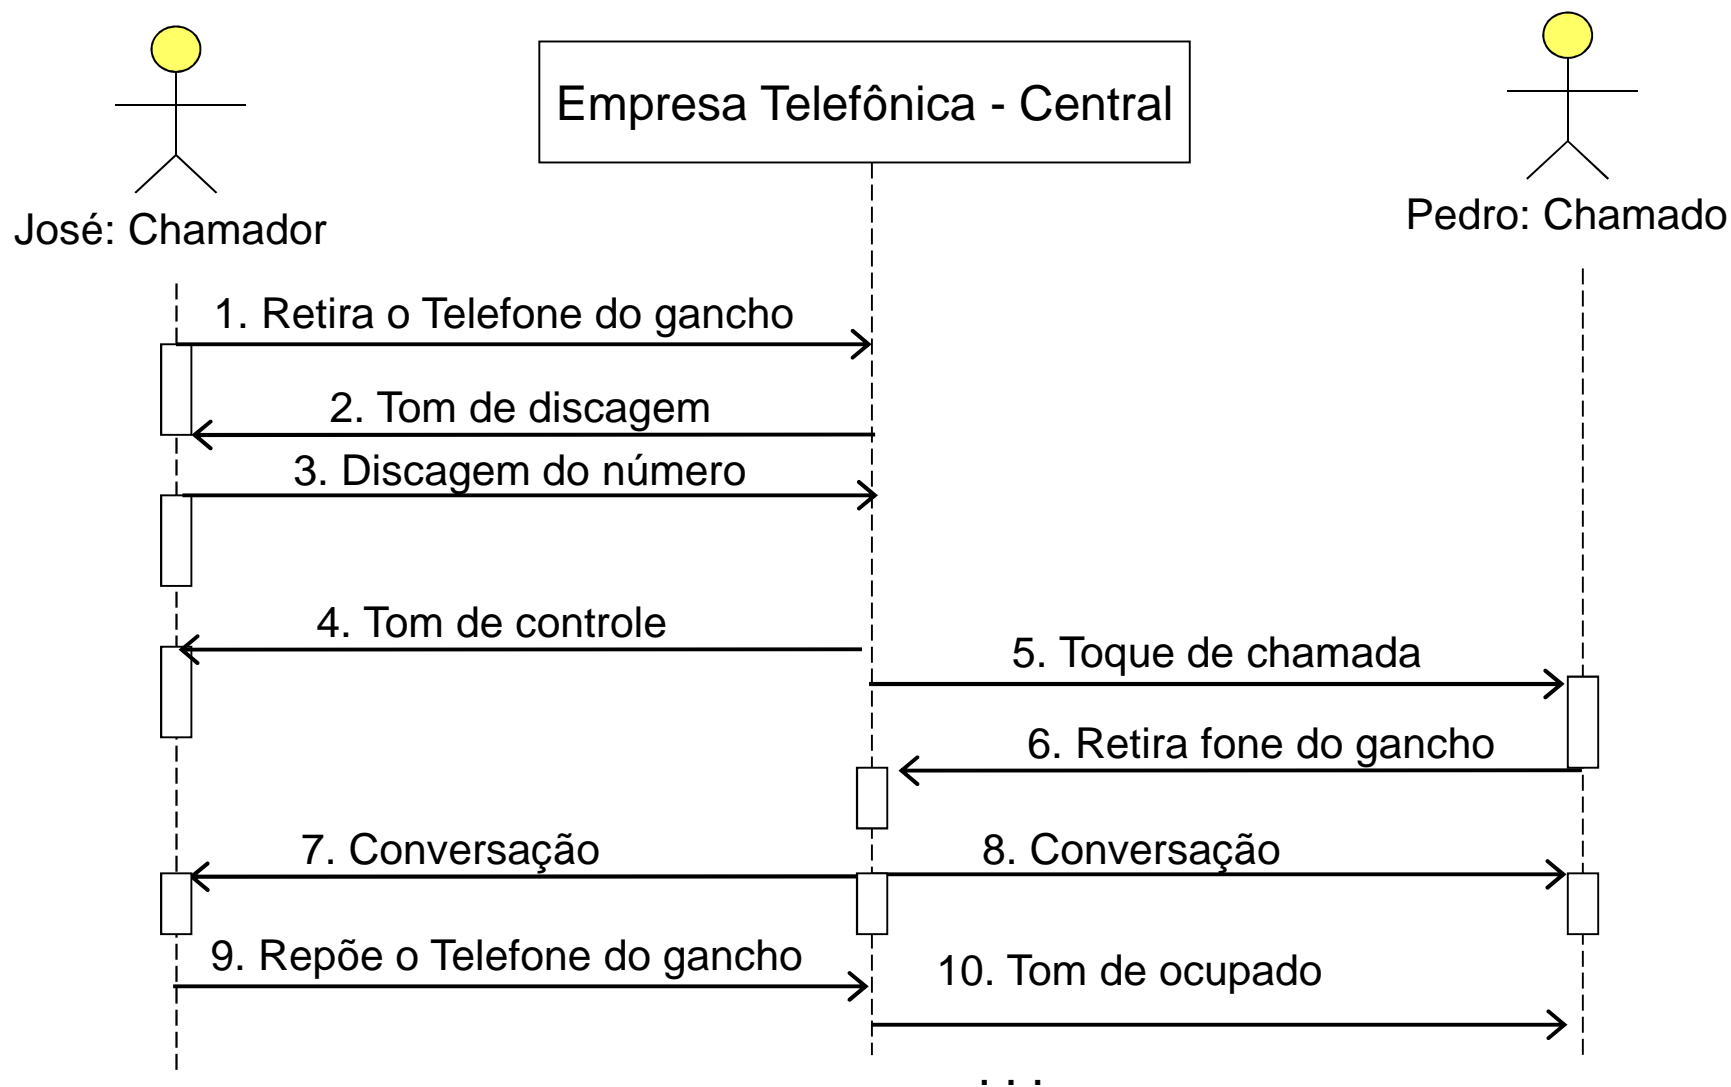 Empresa Telefônica - Central
José: Chamador
Pedro: Chamado
1. Retira o Telefone do gancho
2. Tom de discagem
3. Discagem do número
4. Tom de controle
5. Toque de chamada
6. Retira fone do gancho
7. Conversação
8. Conversação
9. Repõe o Telefone do gancho
10. Tom de ocupado